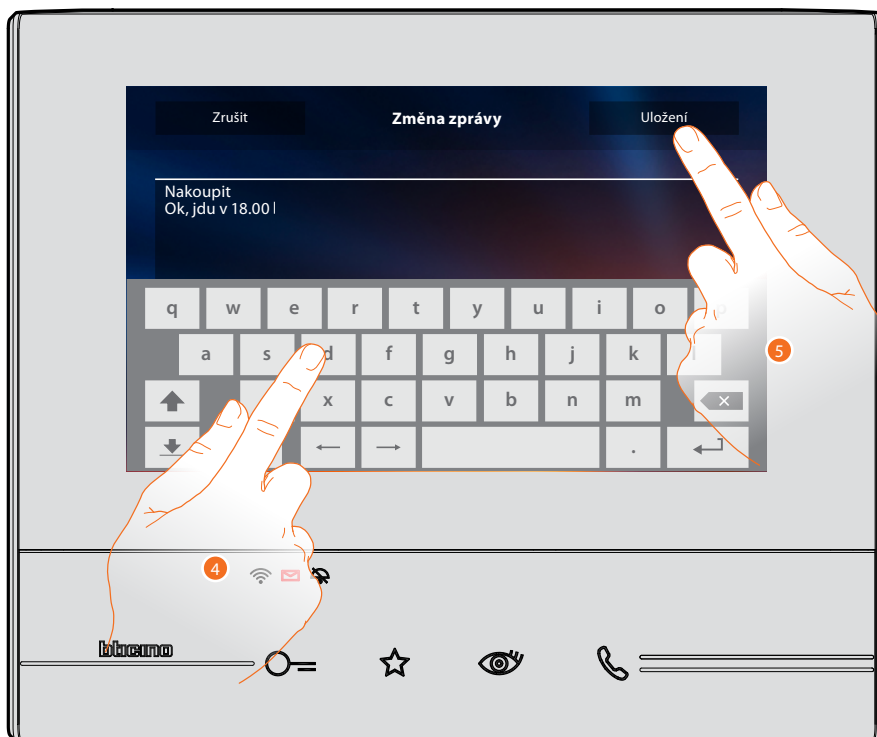 Zrušit
Změna zprávy
Uložení
Nakoupit
Ok, jdu v 18.00
q w e r t y u i o p
a s d f g h j k l
x c v b n m
.
5
4
bticino